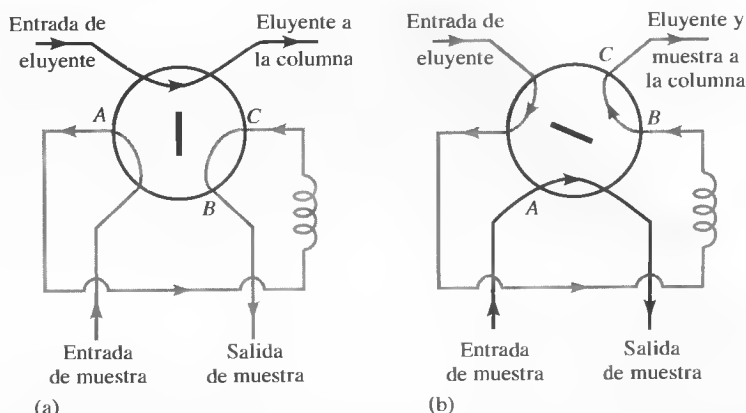 Entrada de
eluyente
Eluyente a
la columna
A
C
B
Entrada
de muestra
Salida
de muestra
(a)
Entrada de
eluyente
Eluyente y
muestra a
la columna
C
B
A
Entrada
de muestra
Salida
de muestra
(b)